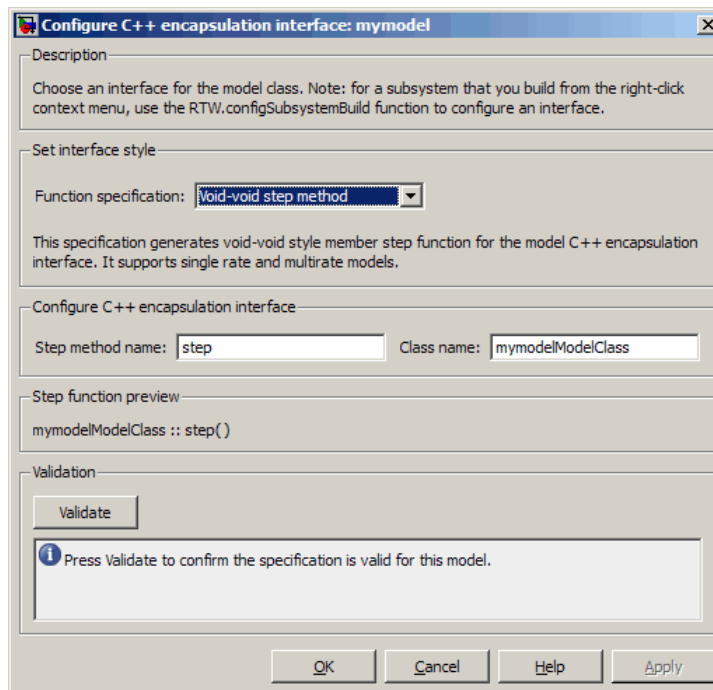 Configure C++ encapsulation interface: mymodel
Description
Choose an interface for the model class. Note: for a subsystem that you build from the right-click
context menu, use the RTW.configSubsystemBuild function to configure an interface.
Set interface style
Function specification: Void-void step method
This specification generates void-void style member step function for the model C++ encapsulation
interface. It supports single rate and multirate models.
Configure C++ encapsulation interface
Step method name: step Class name: mymodelModelClass
Step function preview
mymodelModelClass :: step( )
Validation
Validate
Press Validate to confirm the specification is valid for this model.
OK Cancel Help Apply